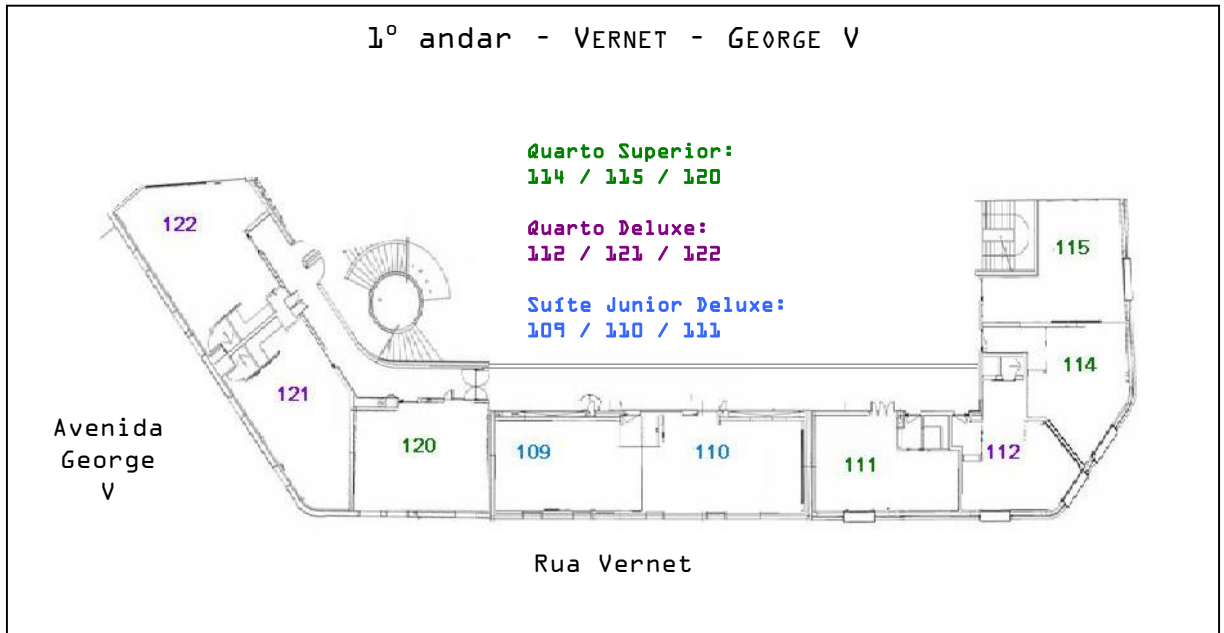 1º andar - VERNET - GEORGE V
Quarto Superior:
114 / 115 / 120
Quarto Deluxe:
112 / 121 / 122
Suíte Junior Deluxe:
109 / 110 / 111
122
115
121
114
120
109
110
111
112
Avenida
George
V
Rua Vernet